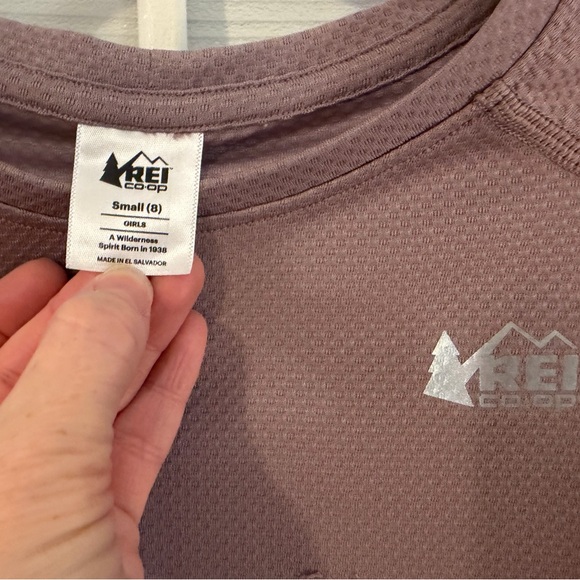 REI
CO·OP
Small (8)
GIRLS
A Wilderness
Spirit Born in 1938
MADE IN EL SALVADOR
REI
CO·OP